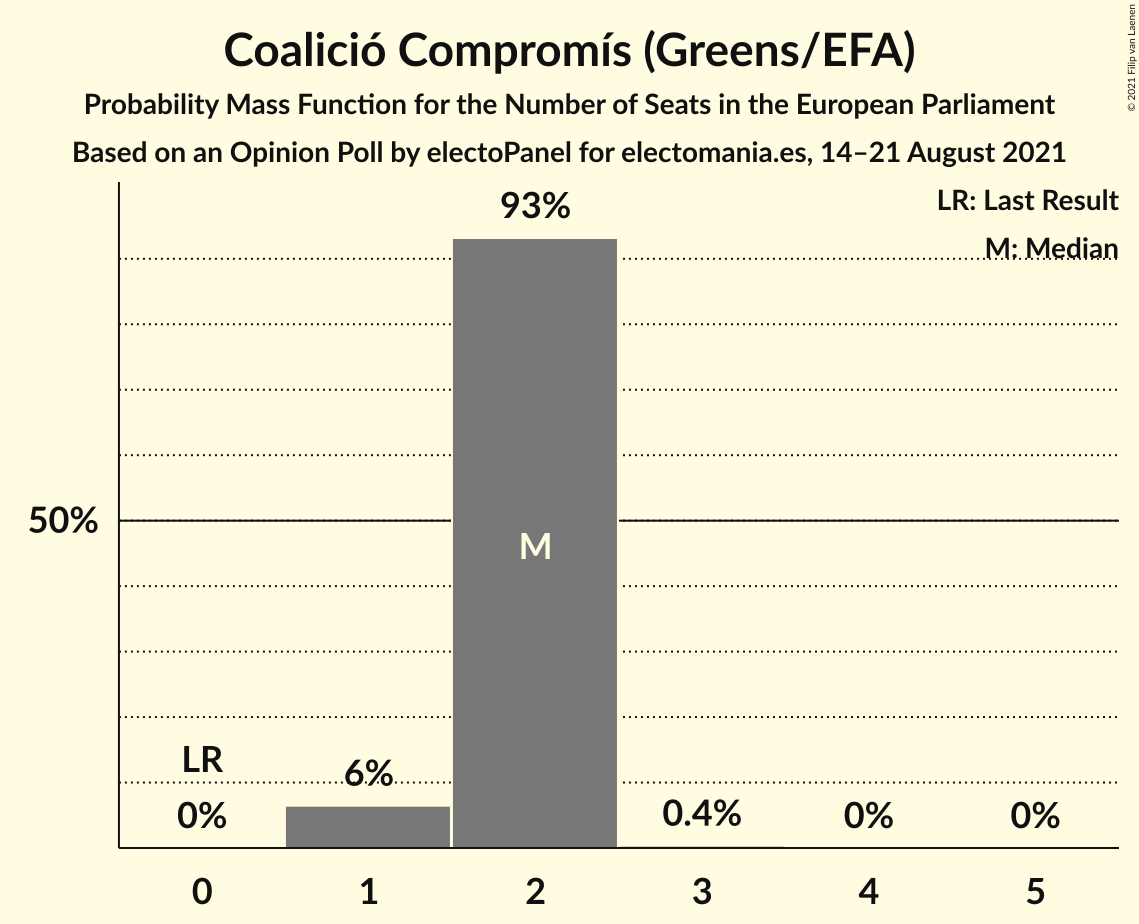 Coalició Compromís (Greens/EFA)
Probability Mass Function for the Number of Seats in the European Parliament
Based on an Opinion Poll by electoPanel for electomania.es, 14–21 August 2021
© 2021 Filip van Laenen
LR: Last Result
M: Median
93%
50%
M
LR
0%
6%
0.4%
0%
0%
0 1 2 3 4 5